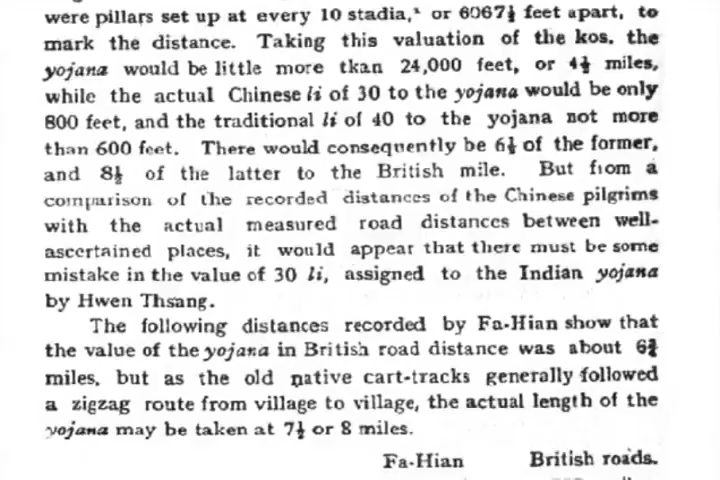 were pillars set up at every 10 stadia,¹ or 6067½ feet apart, to
mark the distance. Taking this valuation of the kos, the
yojana would be little more tkan 24,000 feet, or 4½ miles,
while the actual Chinese li of 30 to the yojana would be only
800 feet, and the traditional li of 40 to the yojana not more
than 600 feet. There would consequently be 6½ of the former,
and 8½ of the latter to the British mile. But from a
comparison of the recorded distances of the Chinese pilgrims
with the actual measured road distances between well-
ascertained places, it would appear that there must be some
mistake in the value of 30 li, assigned to the Indian yojana
by Hwen Thsang.
The following distances recorded by Fa-Hian show that
the value of the yojana in British road distance was about 6¾
miles, but as the old native cart-tracks generally followed
a zigzag route from village to village, the actual length of the
yojana may be taken at 7½ or 8 miles.
Fa-Hian British roads.